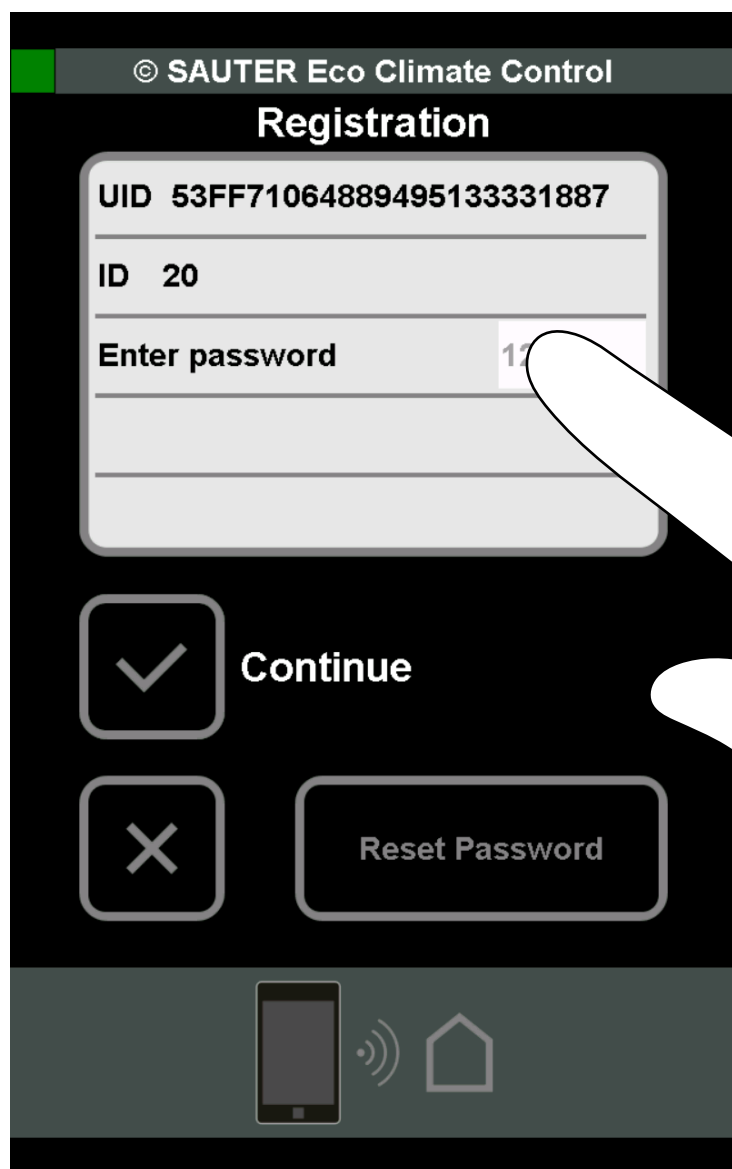 © SAUTER Eco Climate Control
Registration
UID 53FF71064889495133331887
ID 20
Enter password
Continue
Reset Password